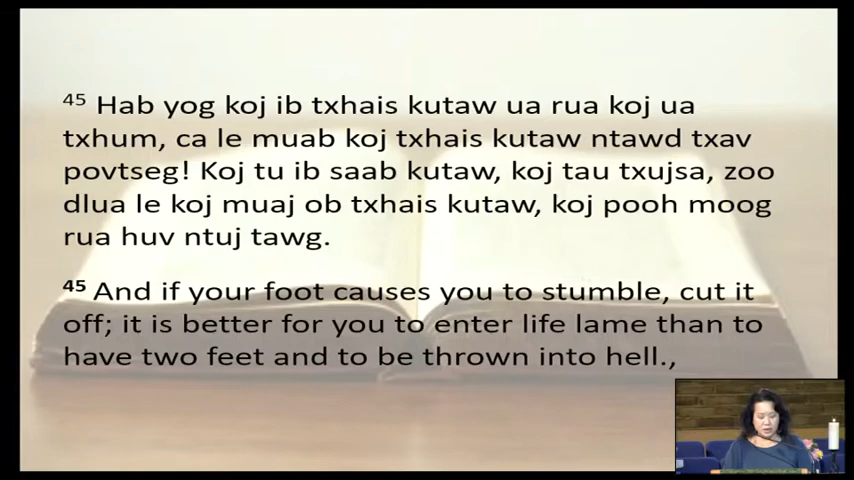 45 Hab yog koj ib txhais kutaw ua rua koj ua
txhum, ca le muab koj txhais kutaw ntawd txav
povtseg! Koj tu ib saab kutaw, koj tau txujsa, zoo
dlua le koj muaj ob txhais kutaw, koj pooh moog
rua huv ntuj tawg.
45 And if your foot causes you to stumble, cut it
off; it is better for you to enter life lame than to
have two feet and to be thrown into hell.,